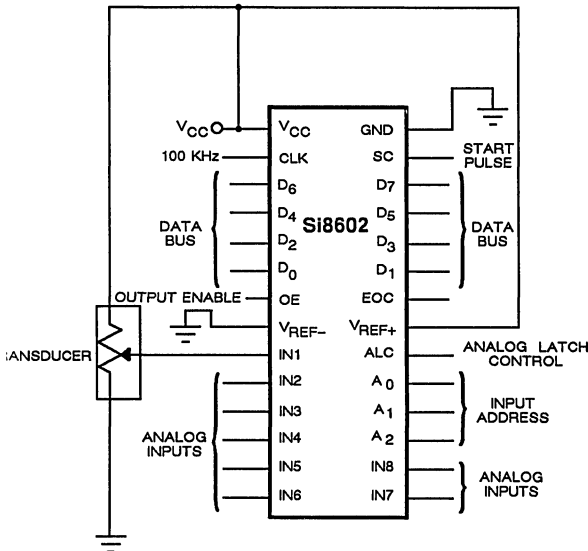 VCC VCC GND
100 KHz CLK SC START PULSE
D6 D7
D4 Si8602 D5
DATA BUS D2 D3 DATA BUS
D0 D1
OUTPUT ENABLE OE EOC
VREF- VREF+
ANSDUCER IN1 ALC ANALOG LATCH CONTROL
IN2 A0
IN3 A1 INPUT ADDRESS
ANALOG INPUTS IN4 A2
IN5 IN8
IN6 IN7 ANALOG INPUTS